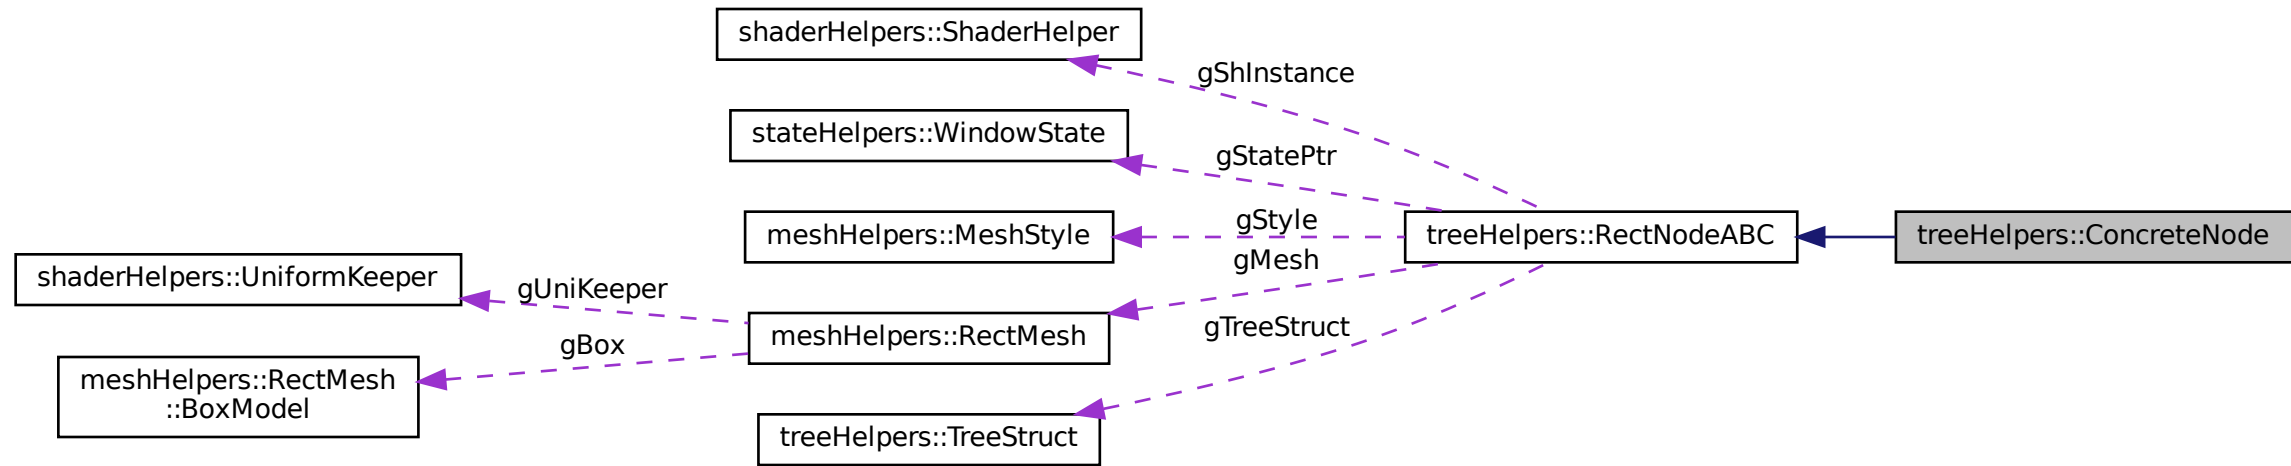 shaderHelpers::ShaderHelper
gShInstance
stateHelpers::WindowState
gStatePtr
meshHelpers::MeshStyle
gStyle
treeHelpers::RectNodeABC
treeHelpers::ConcreteNode
gMesh
shaderHelpers::UniformKeeper
gUniKeeper
meshHelpers::RectMesh
gTreeStruct
gBox
meshHelpers::RectMesh
::BoxModel
treeHelpers::TreeStruct